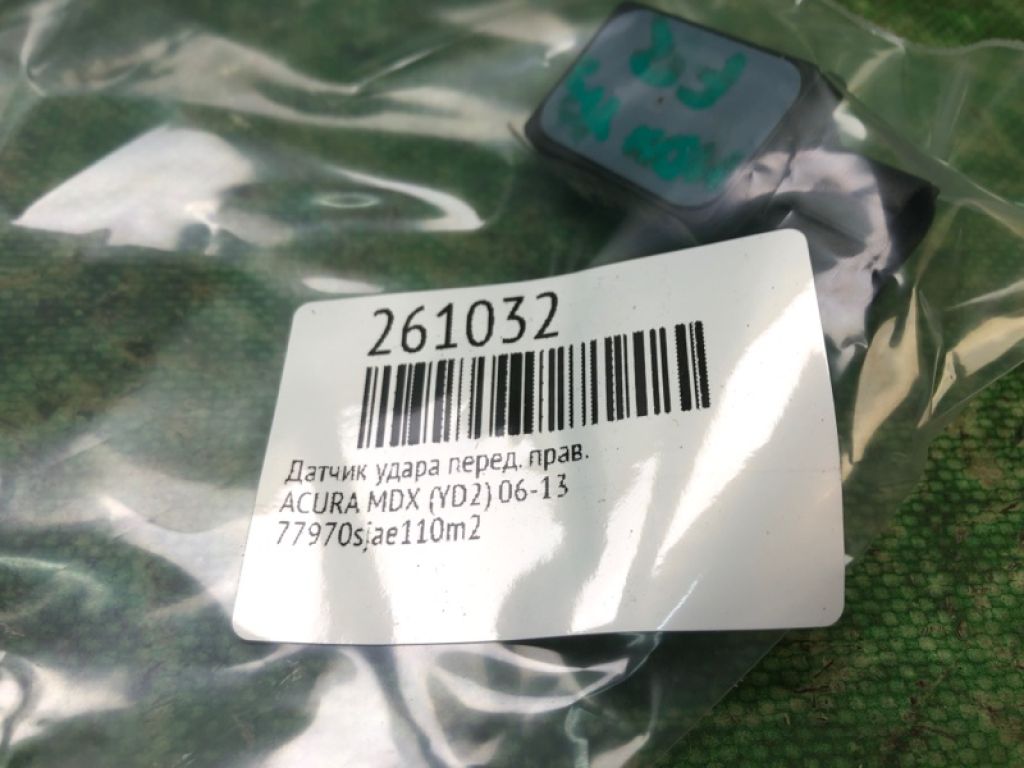 261032
Датчик удара перед. прав.
ACURA MDX (YD2) 06-13
77970sjae110m2